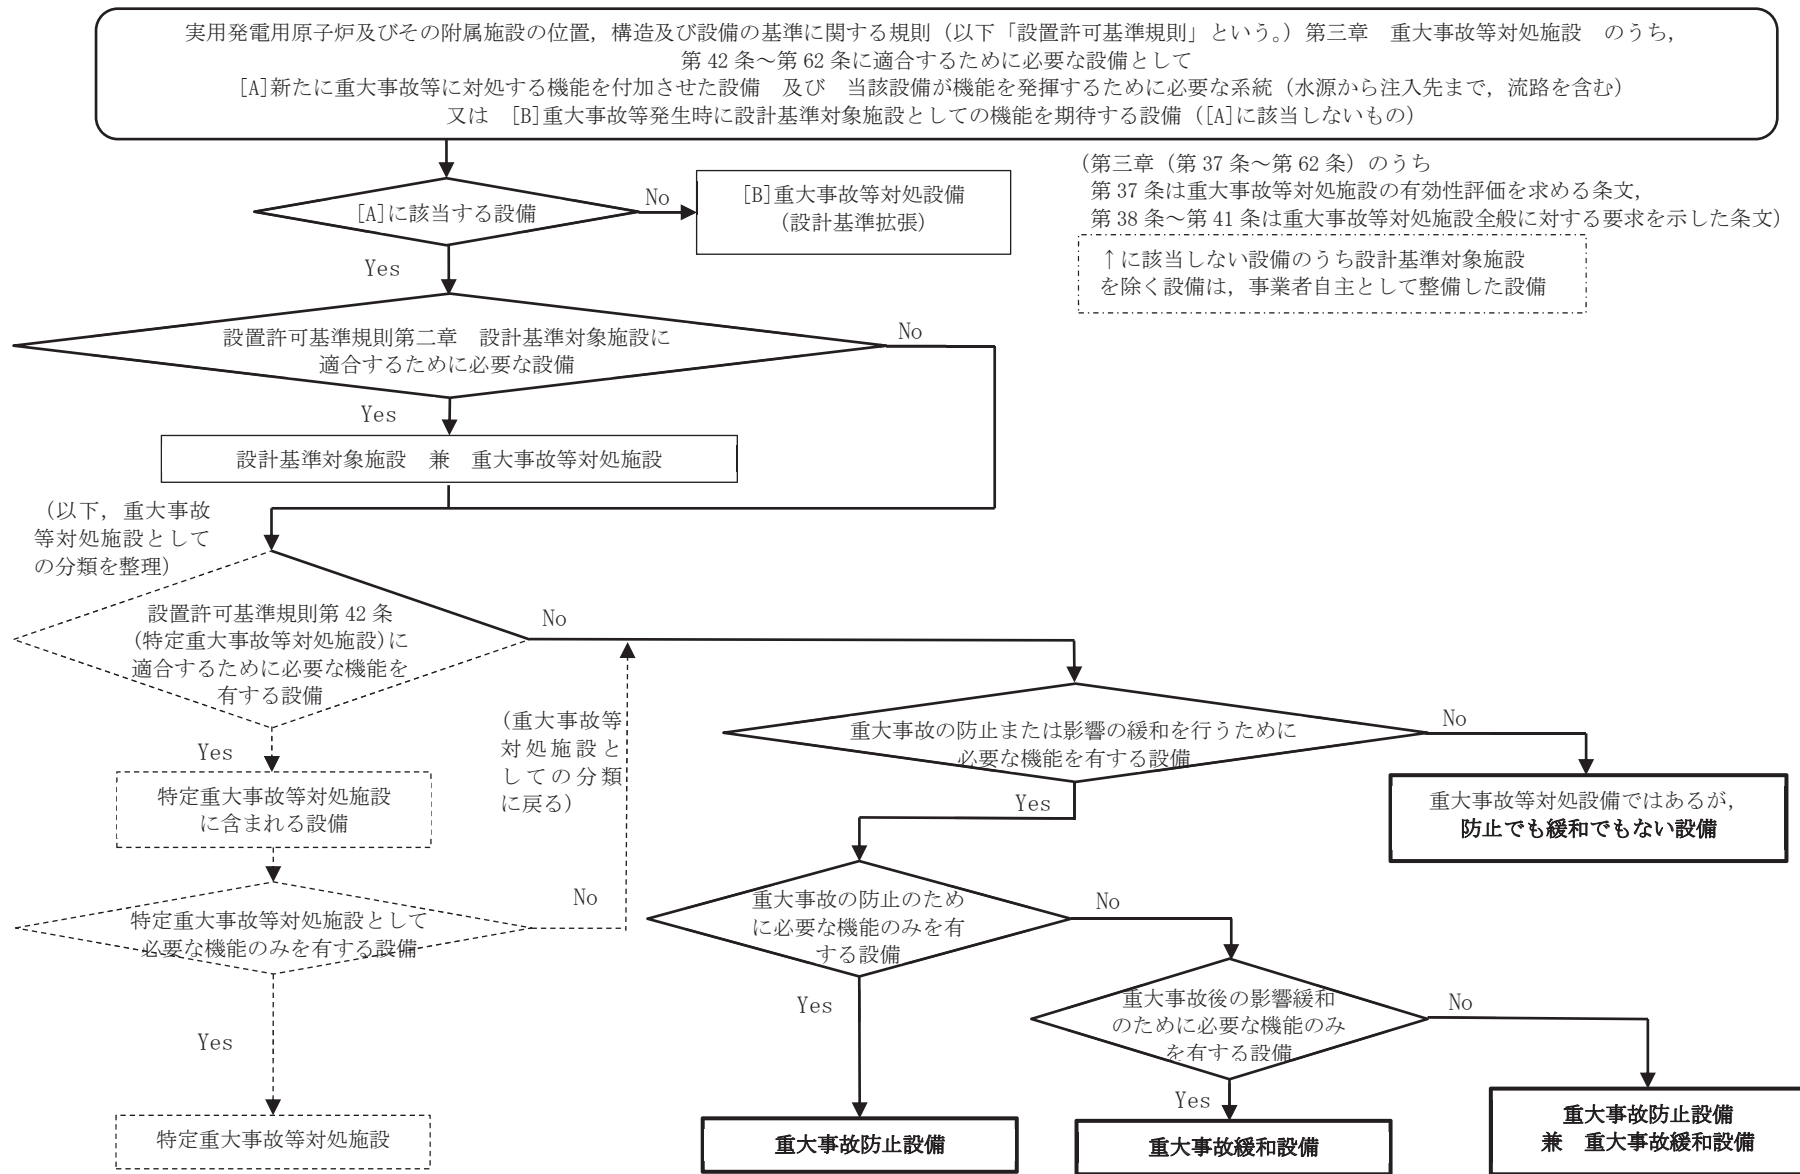 実用発電用原子炉及びその附属施設の位置，構造及び設備の基準に関する規則（以下「設置許可基準規則」という。）第三章　重大事故等対処施設　のうち，
第 42 条～第 62 条に適合するために必要な設備として
[A]新たに重大事故等に対処する機能を付加させた設備　及び　当該設備が機能を発揮するために必要な系統（水源から注入先まで，流路を含む）
又は　[B]重大事故等発生時に設計基準対象施設としての機能を期待する設備（[A]に該当しないもの）
[A]に該当する設備
No
[B]重大事故等対処設備
（設計基準拡張）
（第三章（第 37 条～第 62 条）のうち
第 37 条は重大事故等対処施設の有効性評価を求める条文，
第 38 条～第 41 条は重大事故等対処施設全般に対する要求を示した条文）
↑に該当しない設備のうち設計基準対象施設
を除く設備は，事業者自主として整備した設備
Yes
設置許可基準規則第二章　設計基準対象施設に
適合するために必要な設備
No
Yes
設計基準対象施設　兼　重大事故等対処施設
（以下，重大事故
等対処施設として
の分類を整理）
設置許可基準規則第 42 条
（特定重大事故等対処施設）に
適合するために必要な機能を
有する設備
No
Yes
特定重大事故等対処施設
に含まれる設備
（重大事故等
対処施設と
しての分類
に戻る）
特定重大事故等対処施設として
必要な機能のみを有する設備
No
Yes
特定重大事故等対処施設
重大事故の防止または影響の緩和を行うために
必要な機能を有する設備
No
重大事故等対処設備ではあるが，
防止でも緩和でもない設備
Yes
重大事故の防止のため
に必要な機能のみを有
する設備
No
Yes
重大事故防止設備
重大事故後の影響緩和
のために必要な機能のみ
を有する設備
No
Yes
重大事故緩和設備
重大事故防止設備
兼　重大事故緩和設備